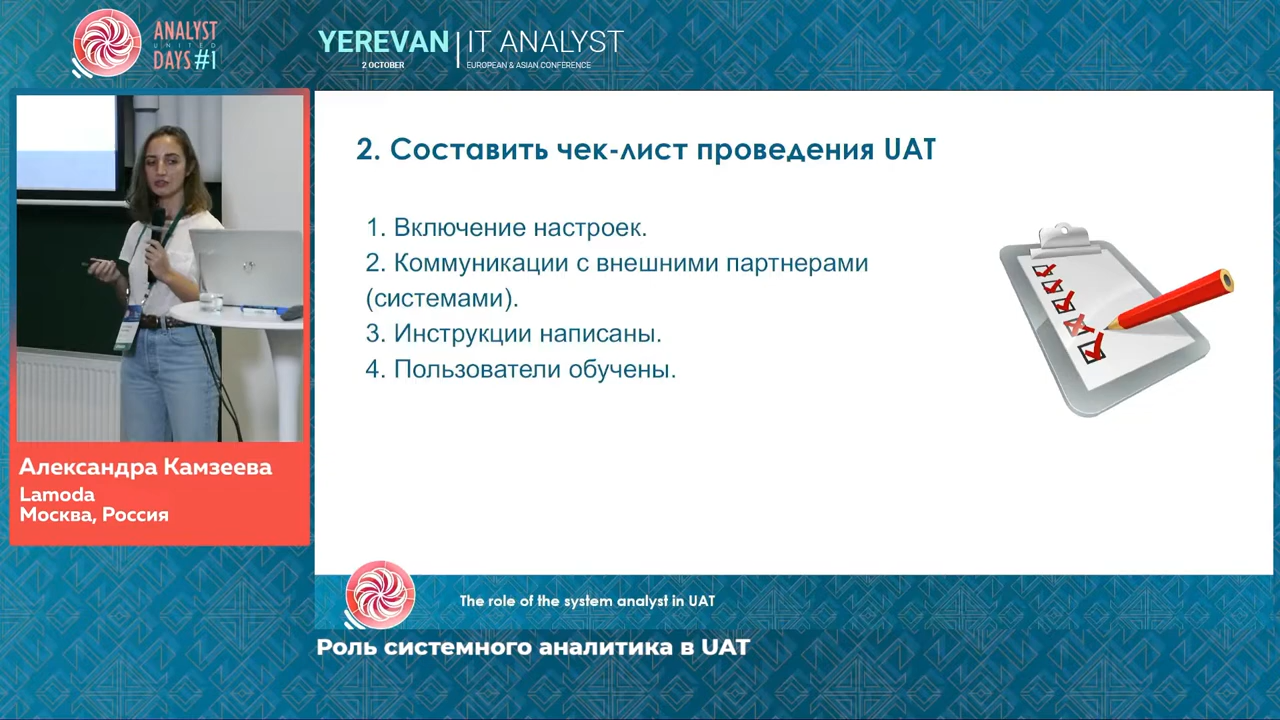 ANALYST
UNITED
DAYS #1
YEREVAN IT ANALYST
2 OCTOBER
EUROPEAN & ASIAN CONFERENCE
2. Составить чек-лист проведения UAT
1. Включение настроек.
2. Коммуникации с внешними партнерами
(системами).
3. Инструкции написаны.
4. Пользователи обучены.
Александра Камзеева
Lamoda
Москва, Россия
The role of the system analyst in UAT
Роль системного аналитика в UAT